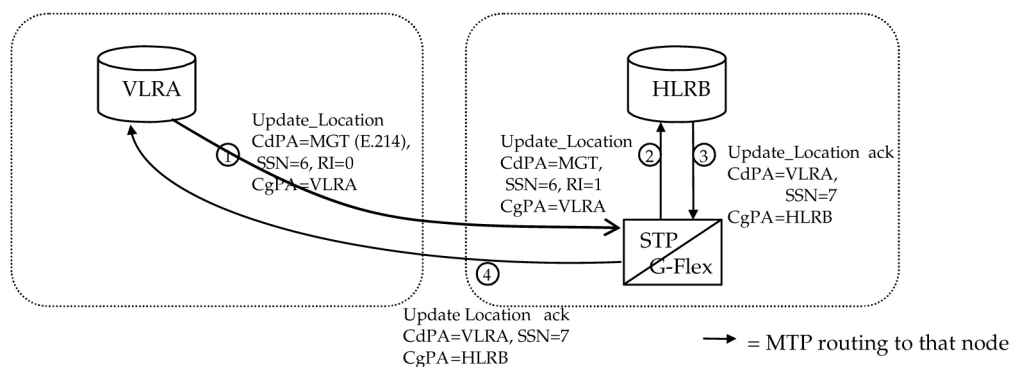 VLRA
HLRB
Update_Location
CdPA=MGT (E.214),
SSN=6, RI=0
CgPA=VLRA
1
Update_Location
CdPA=MGT,
SSN=6, RI=1
CgPA=VLRA
2
3
Update_Location ack
CdPA=VLRA,
SSN=7
CgPA=HLRB
STP
G-Flex
4
Update Location ack
CdPA=VLRA, SSN=7
CgPA=HLRB
= MTP routing to that node